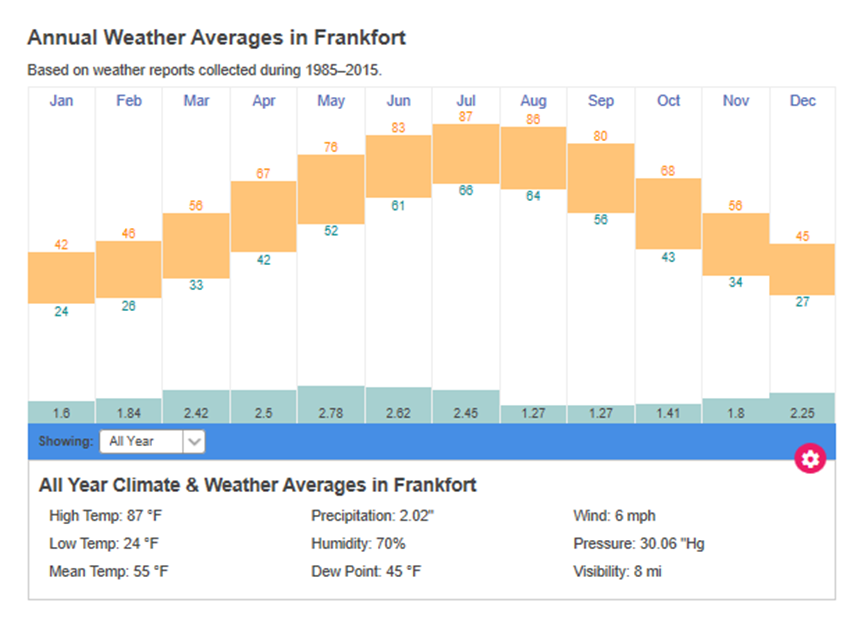 Annual Weather Averages in Frankfort
Based on weather reports collected during 1985–2015.
Jan Feb Mar Apr May Jun Jul Aug Sep Oct Nov Dec
42 46 56 67 76 83 87 86 80 68 56 45
24 26 33 42 52 61 66 64 56 43 34 27
1.6 1.84 2.42 2.5 2.78 2.62 2.45 1.27 1.27 1.41 1.8 2.25
Showing: All Year
All Year Climate & Weather Averages in Frankfort
High Temp: 87 °F Precipitation: 2.02" Wind: 6 mph
Low Temp: 24 °F Humidity: 70% Pressure: 30.06 "Hg
Mean Temp: 55 °F Dew Point: 45 °F Visibility: 8 mi